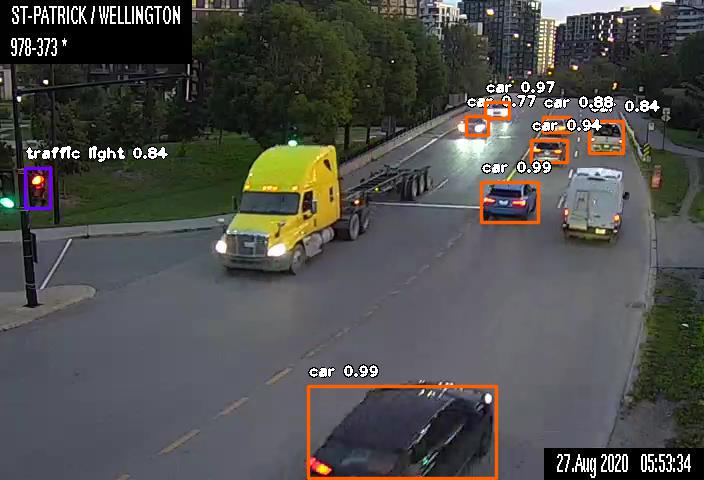 ST-PATRICK / WELLINGTON
978-373 *
car 0.97
car 0.77
car 0.88
car 0.84
car 0.94
traffic light 0.84
car 0.99
car 0.99
27.Aug 2020 05:53:34